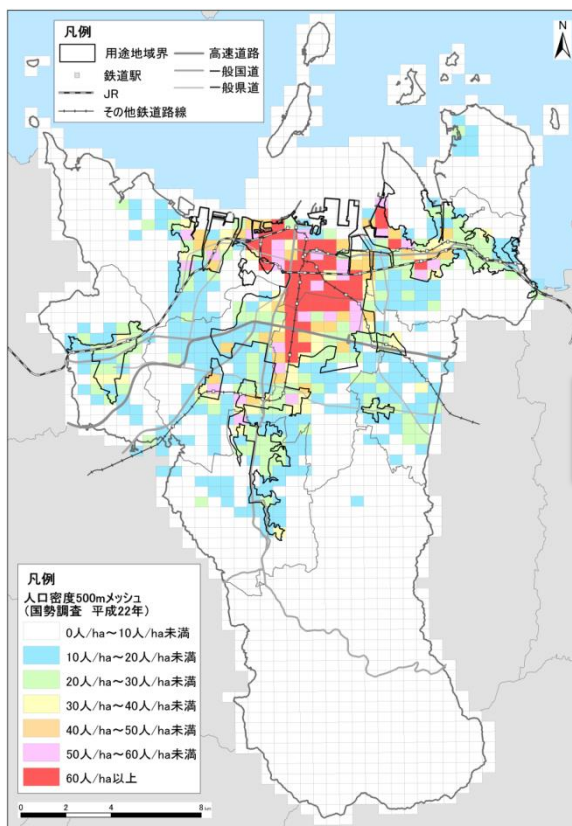 凡例
用途地域界
高速道路
鉄道駅
一般国道
JR
一般県道
その他鉄道路線
N
凡例
人口密度500mメッシュ
(国勢調査 平成22年)
0人/ha~10人/ha未満
10人/ha~20人/ha未満
20人/ha~30人/ha未満
30人/ha~40人/ha未満
40人/ha~50人/ha未満
50人/ha~60人/ha未満
60人/ha以上
0 2 4 8 km